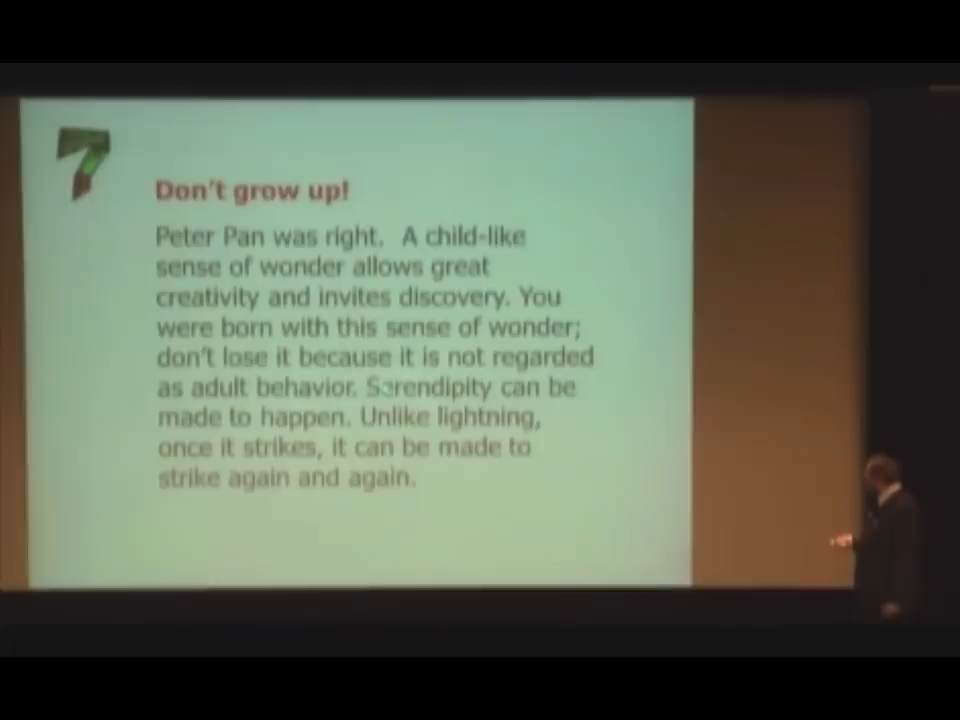 7
Don't grow up!
Peter Pan was right. A child-like
sense of wonder allows great
creativity and invites discovery. You
were born with this sense of wonder;
don't lose it because it is not regarded
as adult behavior. Serendipity can be
made to happen. Unlike lightning,
once it strikes, it can be made to
strike again and again.